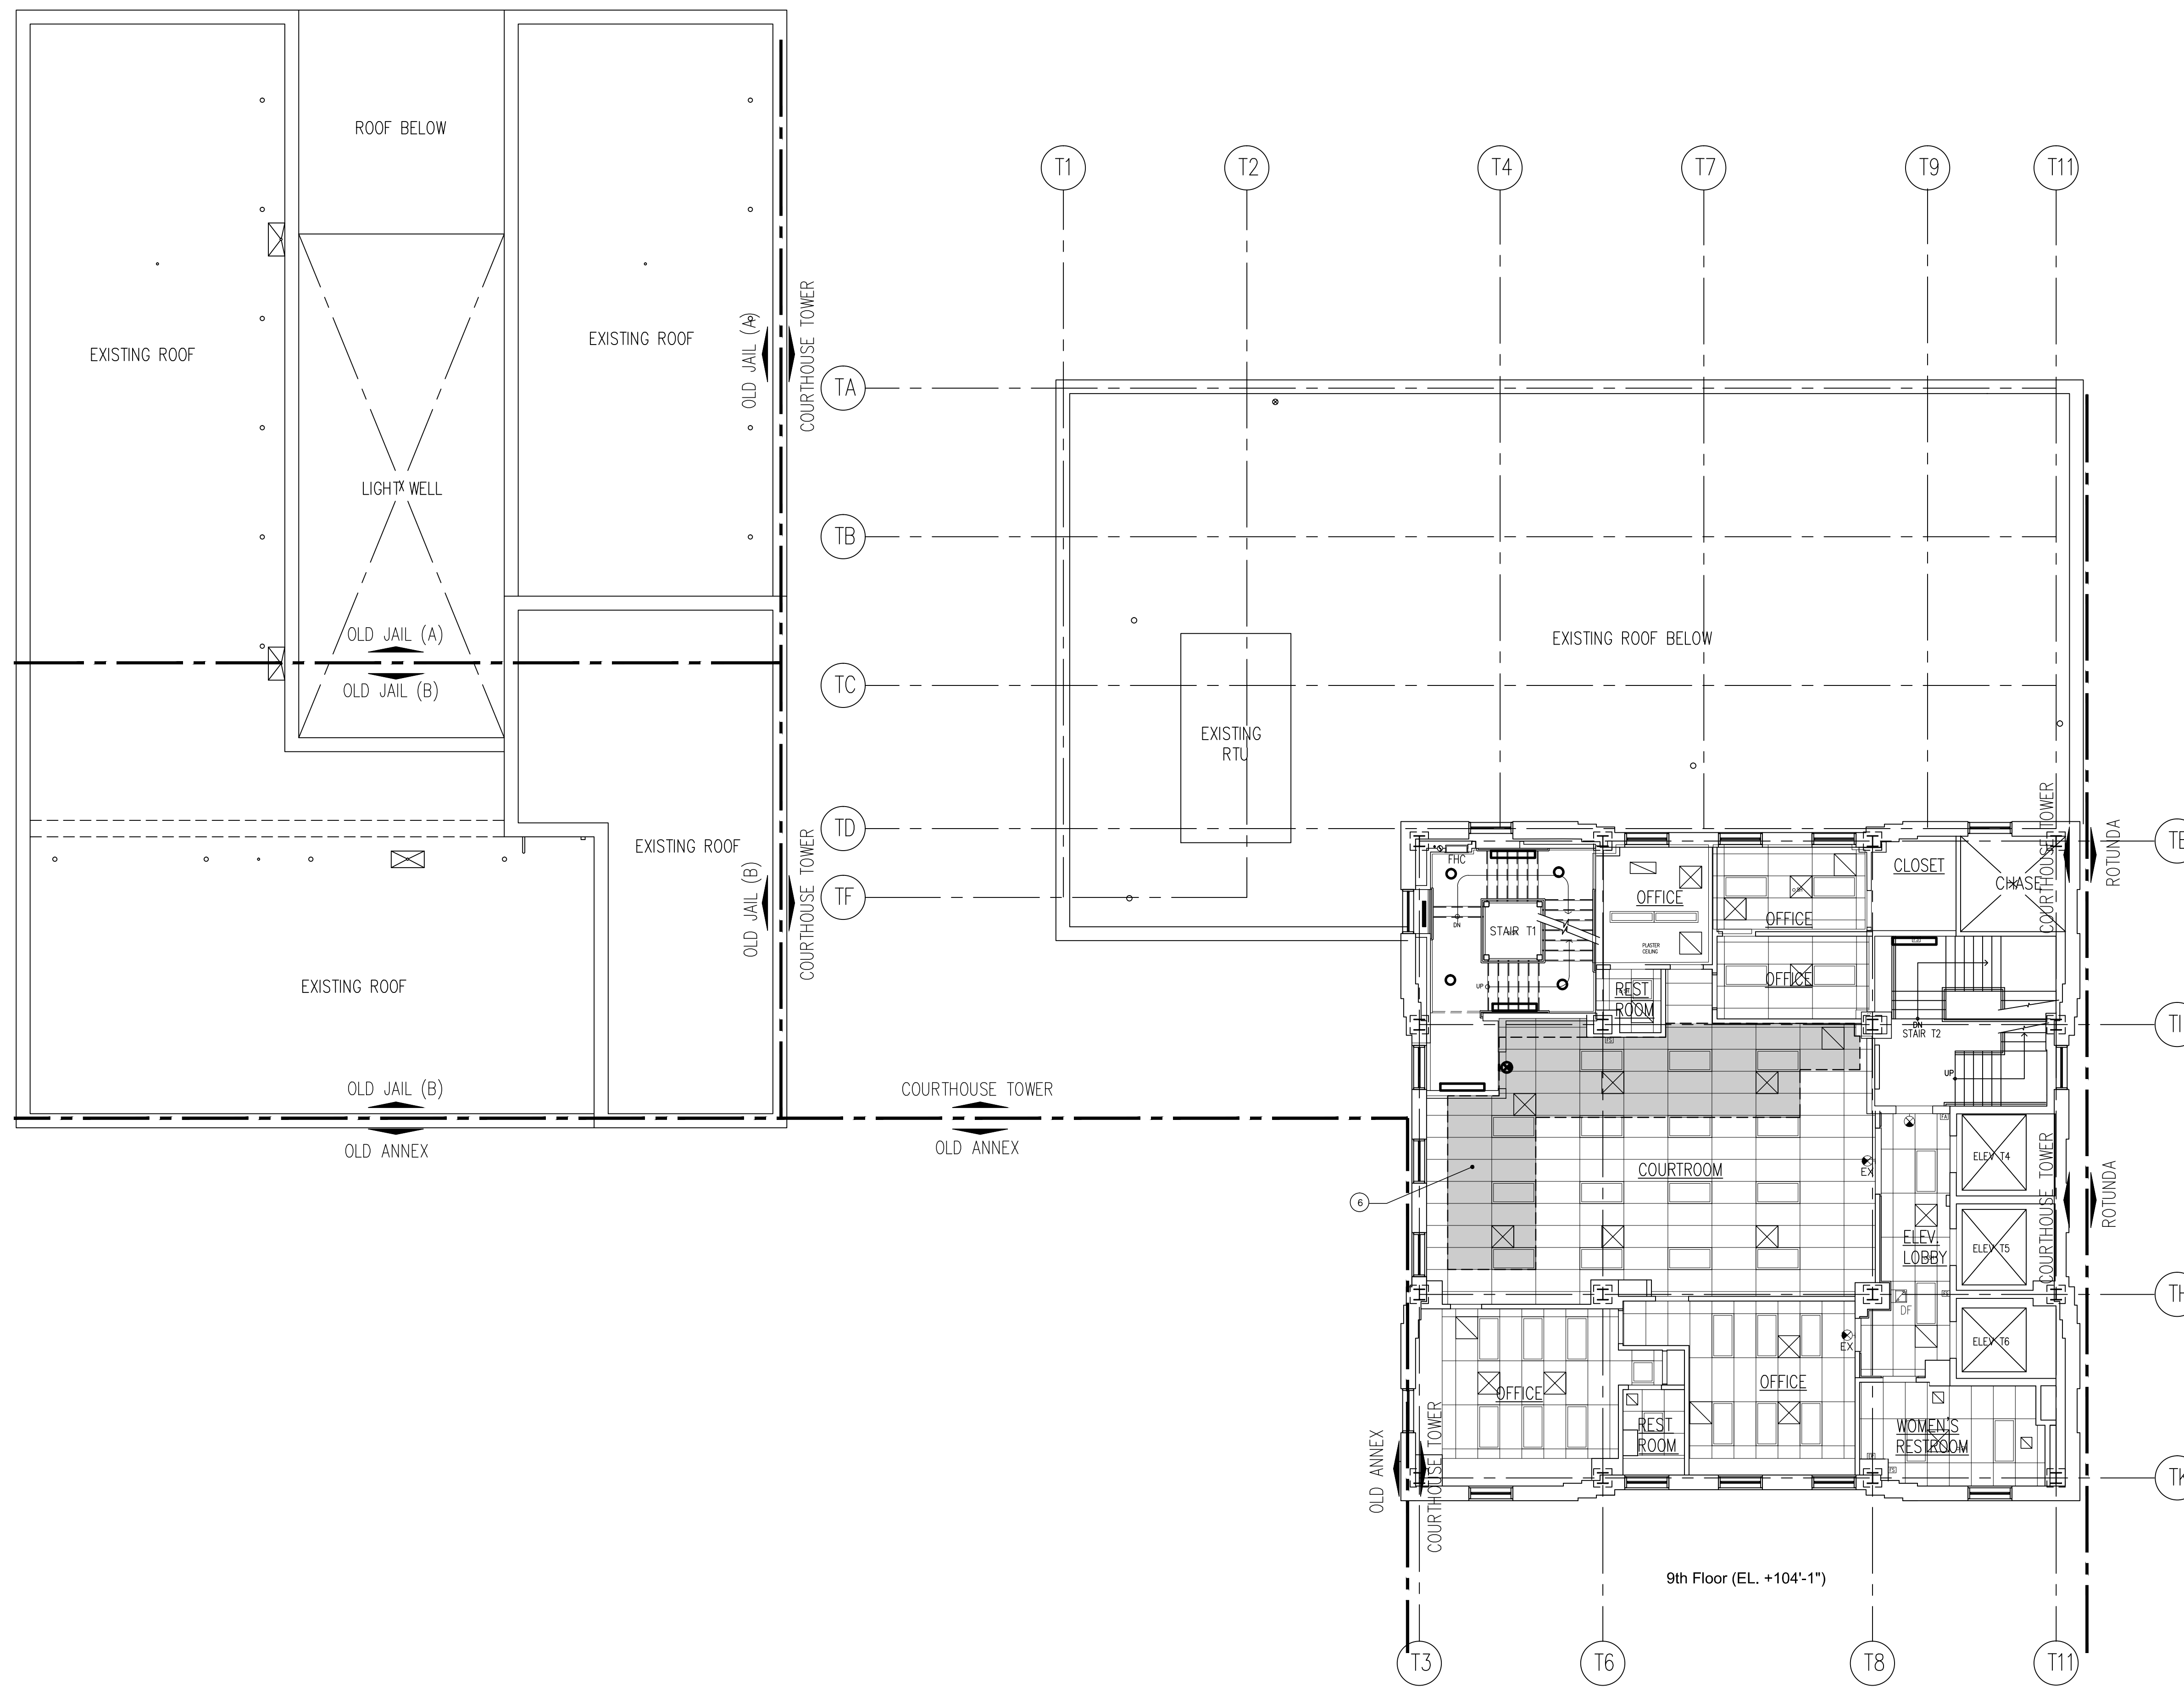 ROOF BELOW
T1
T2
T4
T7
T9
T11
EXISTING ROOF
EXISTING ROOF
OLD JAIL (A)
COURTHOUSE TOWER
TA
LIGHT WELL
TB
OLD JAIL (A)
OLD JAIL (B)
EXISTING ROOF BELOW
TC
EXISTING
RTU
TD
EXISTING ROOF
OLD JAIL (B)
COURTHOUSE TOWER
TF
COURTHOUSE TOWER
ROTUNDA
FHC
DN
STAIR T1
UP
OFFICE
PLASTER
CEILING
OFFICE
CLOSET
CHASE
OFFICE
REST
ROOM
DN
STAIR T2
UP
EXISTING ROOF
OLD JAIL (B)
OLD ANNEX
COURTHOUSE TOWER
OLD ANNEX
6
COURTROOM
EX
ELEV T4
ELEV.
LOBBY
ELEV T5
DF
ELEV T6
COURTHOUSE TOWER
ROTUNDA
EX
OFFICE
REST
ROOM
OFFICE
WOMEN'S
RESTROOM
OLD ANNEX
COURTHOUSE TOWER
9th Floor (EL. +104'-1")
T3
T6
T8
T11